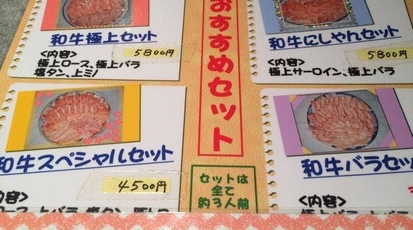 おすすめセット
和牛極上セット
5800円
<内容>
極上ロース、極上バラ
塩タン、上ミノ
和牛にしゃんセット
5800円
<内容>
極上サーロイン、極上バラ
和牛スペシャルセット
4500円
<内容>
和牛バラセット
<内容>
セットは
全て
約3人前